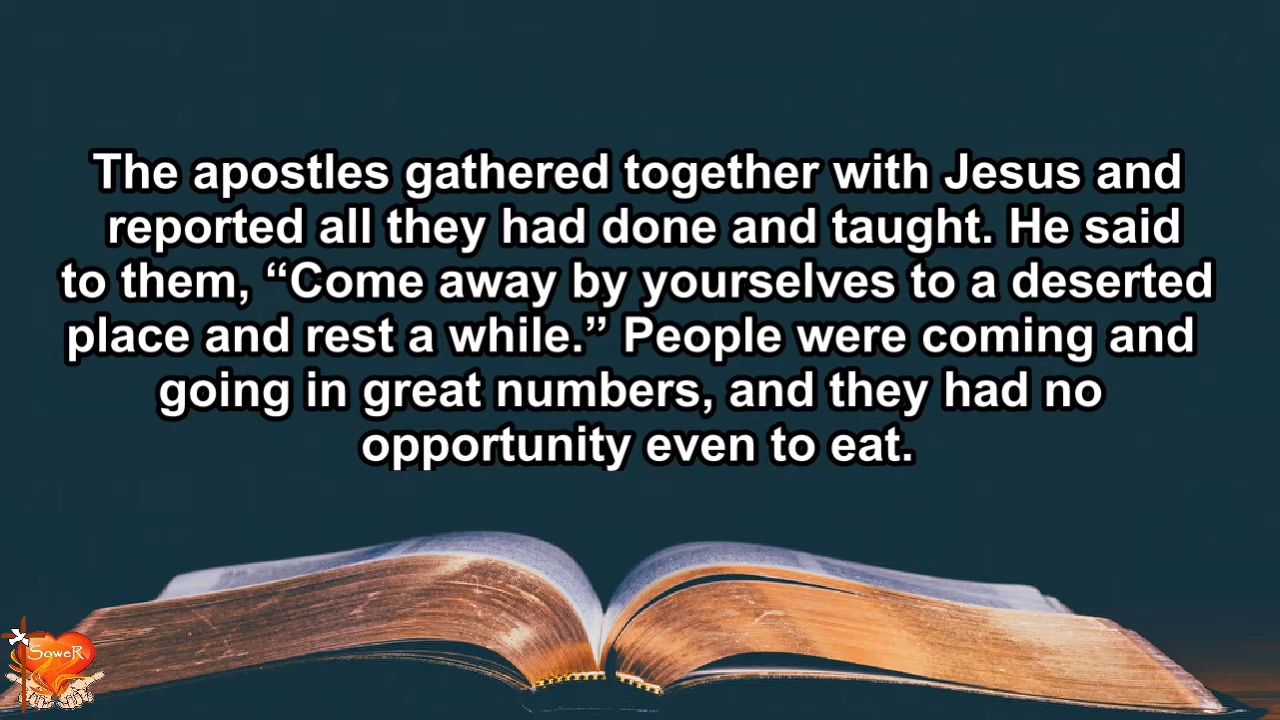 The apostles gathered together with Jesus and
reported all they had done and taught. He said
to them, “Come away by yourselves to a deserted
place and rest a while.” People were coming and
going in great numbers, and they had no
opportunity even to eat.
SoweR